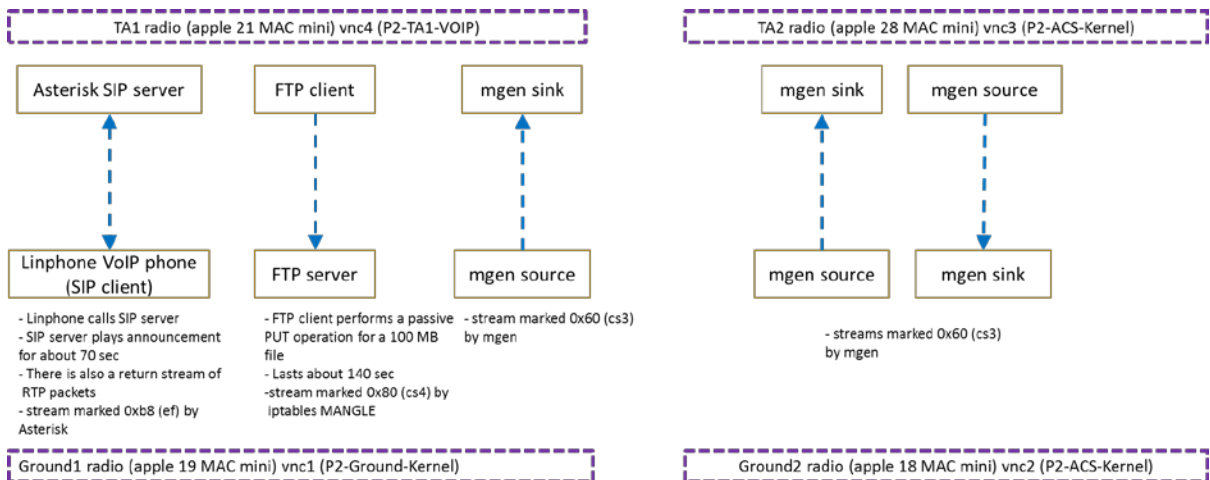 TA1 radio (apple 21 MAC mini) vnc4 (P2-TA1-VOIP)
TA2 radio (apple 28 MAC mini) vnc3 (P2-ACS-Kernel)
Asterisk SIP server
FTP client
mgen sink
mgen sink
mgen source
Linphone VoIP phone
(SIP client)
FTP server
mgen source
mgen source
mgen sink
- Linphone calls SIP server
- SIP server plays announcement
for about 70 sec
- There is also a return stream of
RTP packets
- stream marked 0xb8 (ef) by
Asterisk
- FTP client performs a passive
PUT operation for a 100 MB
file
- Lasts about 140 sec
-stream marked 0x80 (cs4) by
iptables MANGLE
- stream marked 0x60 (cs3)
by mgen
- streams marked 0x60 (cs3)
by mgen
Ground1 radio (apple 19 MAC mini) vnc1 (P2-Ground-Kernel)
Ground2 radio (apple 18 MAC mini) vnc2 (P2-ACS-Kernel)